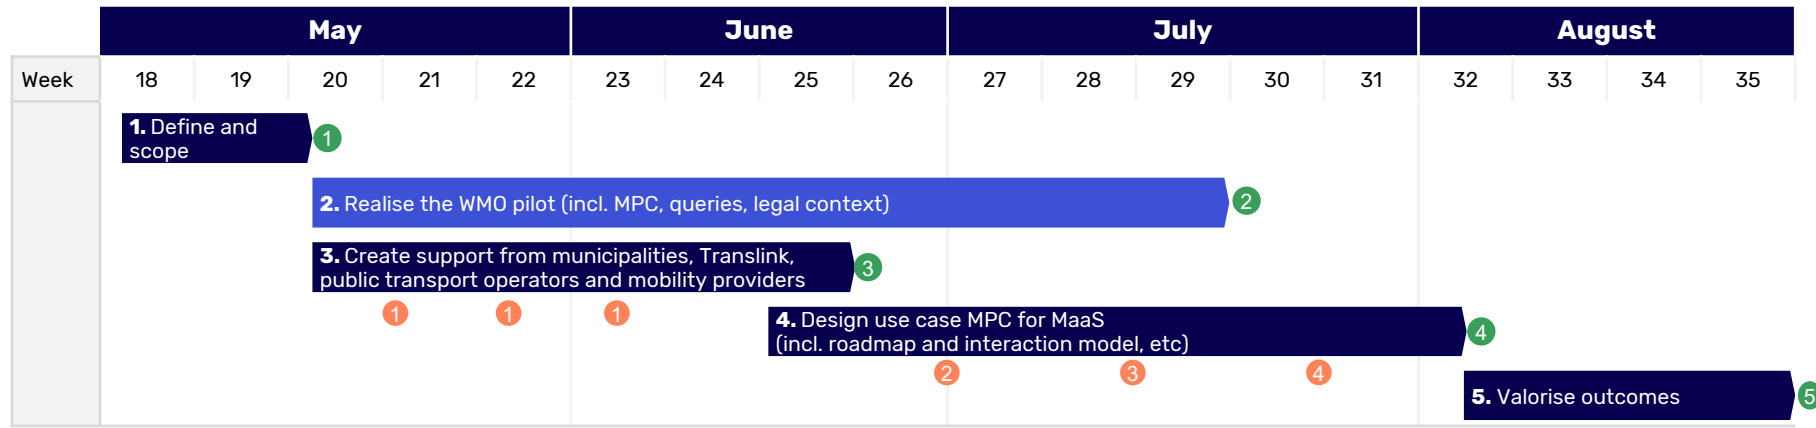 May June July August
Week 18 19 20 21 22 23 24 25 26 27 28 29 30 31 32 33 34 35
1. Define and
scope
1
2. Realise the WMO pilot (incl. MPC, queries, legal context)
2
3. Create support from municipalities, Translink,
public transport operators and mobility providers
3
1 1 1
4. Design use case MPC for MaaS
(incl. roadmap and interaction model, etc)
4
2 3 4
5. Valorise outcomes
5